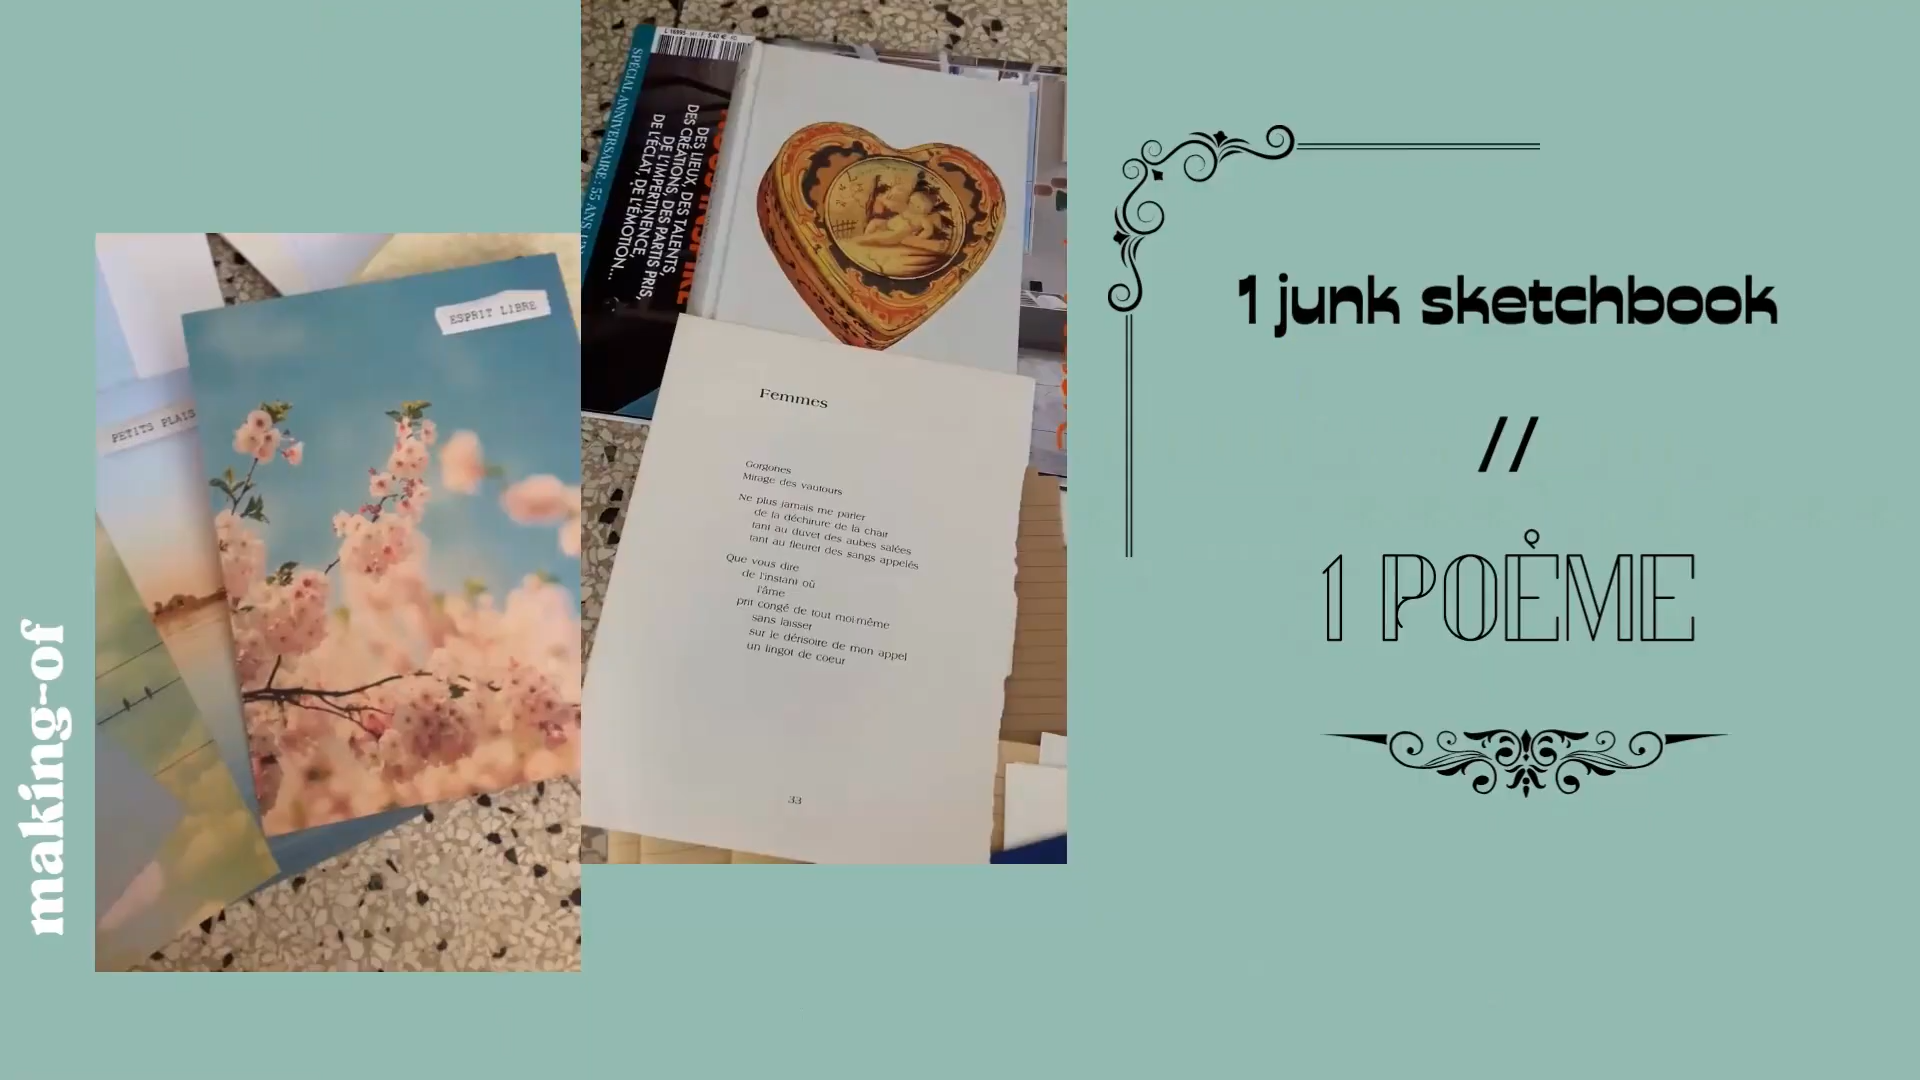 making-of
ESPRIT LIBRE
PETITS PLAIS
SPÉCIAL ANNIVERSAIRE : 55 ANS
DES LIEUX, DES TALENTS,
DES CRÉATIONS, DES PARTIS PRIS,
DE L'IMPERTINENCE,
DE L'ÉCLAT, DE L'ÉMOTION...
Femmes
Gorgones
Mirage des vautours
Ne plus jamais me parler
de la déchirure de la chair
tant au duvet des aubes salées
tant au fleuret des sangs appelés
Que vous dire
de l'instant où
l'âme
prit congé de tout moi-même
sans laisser
sur le dérisoire de mon appel
un lingot de coeur
33
1 junk sketchbook
//
1 POÈME